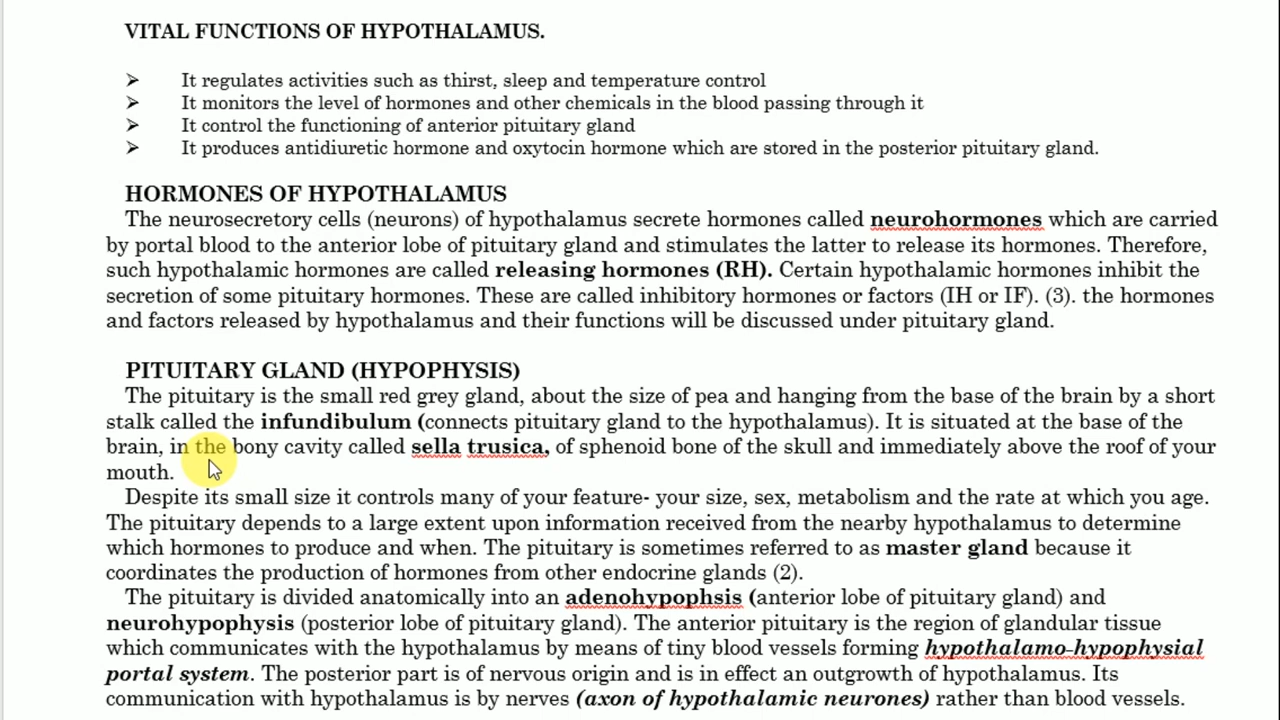 VITAL FUNCTIONS OF HYPOTHALAMUS.
➤ It regulates activities such as thirst, sleep and temperature control
➤ It monitors the level of hormones and other chemicals in the blood passing through it
➤ It control the functioning of anterior pituitary gland
➤ It produces antidiuretic hormone and oxytocin hormone which are stored in the posterior pituitary gland.
HORMONES OF HYPOTHALAMUS
The neurosecretory cells (neurons) of hypothalamus secrete hormones called neurohormones which are carried
by portal blood to the anterior lobe of pituitary gland and stimulates the latter to release its hormones. Therefore,
such hypothalamic hormones are called releasing hormones (RH). Certain hypothalamic hormones inhibit the
secretion of some pituitary hormones. These are called inhibitory hormones or factors (IH or IF). (3). the hormones
and factors released by hypothalamus and their functions will be discussed under pituitary gland.
PITUITARY GLAND (HYPOPHYSIS)
The pituitary is the small red grey gland, about the size of pea and hanging from the base of the brain by a short
stalk called the infundibulum (connects pituitary gland to the hypothalamus). It is situated at the base of the
brain, in the bony cavity called sella trusica, of sphenoid bone of the skull and immediately above the roof of your
mouth.
Despite its small size it controls many of your feature- your size, sex, metabolism and the rate at which you age.
The pituitary depends to a large extent upon information received from the nearby hypothalamus to determine
which hormones to produce and when. The pituitary is sometimes referred to as master gland because it
coordinates the production of hormones from other endocrine glands (2).
The pituitary is divided anatomically into an adenohypophsis (anterior lobe of pituitary gland) and
neurohypophysis (posterior lobe of pituitary gland). The anterior pituitary is the region of glandular tissue
which communicates with the hypothalamus by means of tiny blood vessels forming hypothalamo-hypophysial
portal system. The posterior part is of nervous origin and is in effect an outgrowth of hypothalamus. Its
communication with hypothalamus is by nerves (axon of hypothalamic neurones) rather than blood vessels.